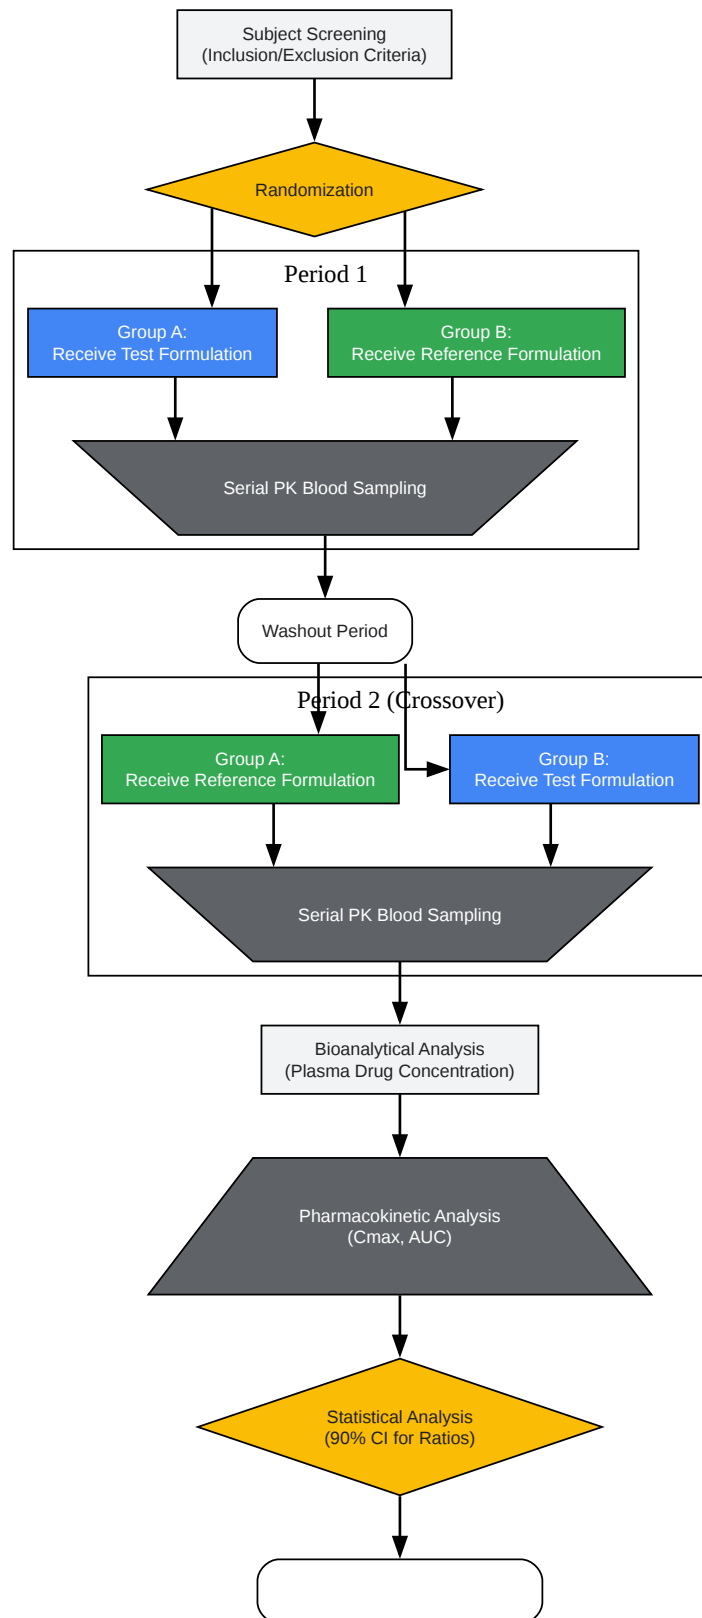 Subject Screening
(Inclusion/Exclusion Criteria)
Randomization
Period 1
Group A:
Receive Test Formulation
Group B:
Receive Reference Formulation
Serial PK Blood Sampling
Washout Period
Period 2 (Crossover)
Group A:
Receive Reference Formulation
Group B:
Receive Test Formulation
Serial PK Blood Sampling
Bioanalytical Analysis
(Plasma Drug Concentration)
Pharmacokinetic Analysis
(Cmax, AUC)
Statistical Analysis
(90% CI for Ratios)